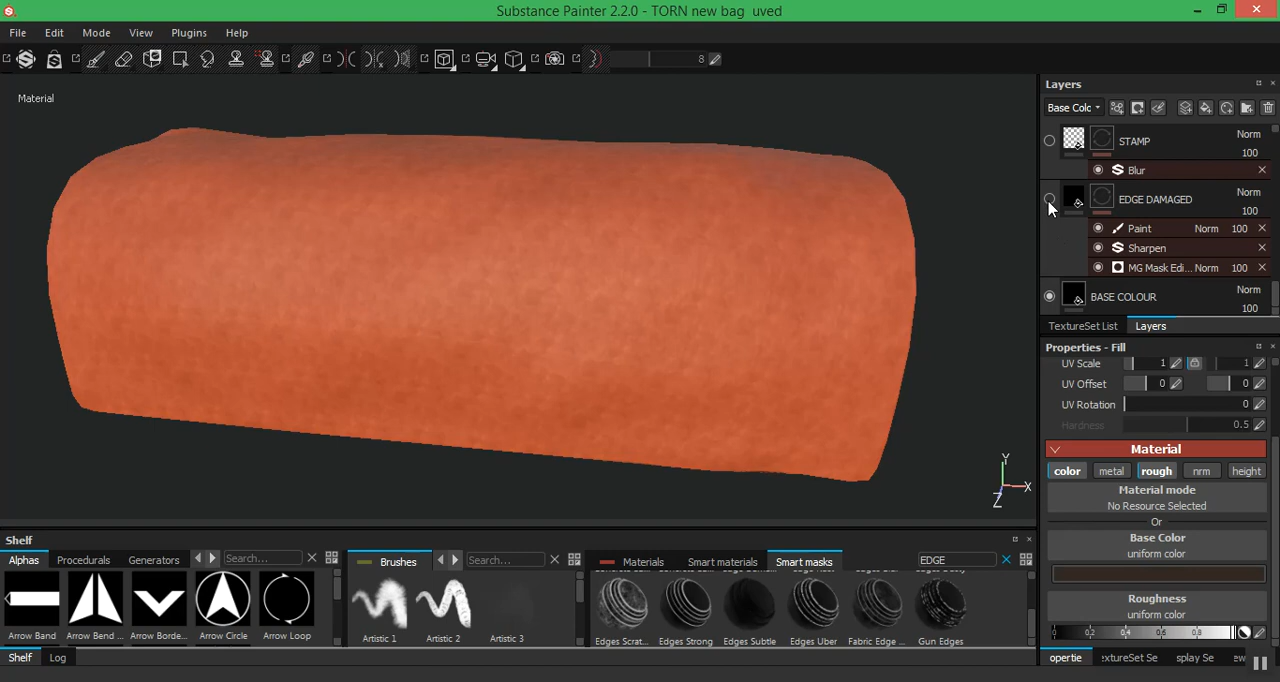 Substance Painter 2.2.0 - TORN new bag uved
File Edit Mode View Plugins Help
8
Material
Layers
Base Colc
STAMP Norm 100
Blur
EDGE DAMAGED Norm 100
Paint Norm 100
Sharpen
MG Mask Edi... Norm 100
BASE COLOUR Norm 100
TextureSet List Layers
Properties - Fill
UV Scale 1 1
UV Offset 0 0
UV Rotation 0
Hardness 0.5
Material
color metal rough nrm height
Material mode
No Resource Selected
Or
Base Color
uniform color
Roughness
uniform color
0 0.2 0.4 0.6 0.8
opertie extureSet Se splay Se ew
Y
X
Z
Shelf
Alphas Procedurals Generators Search...
Brushes Search...
Materials Smart materials Smart masks EDGE
Arrow Band Arrow Bend ... Arrow Borde... Arrow Circle Arrow Loop
Artistic 1 Artistic 2 Artistic 3
Edges Scrat... Edges Strong Edges Subtle Edges Uber Fabric Edge ... Gun Edges
Shelf Log